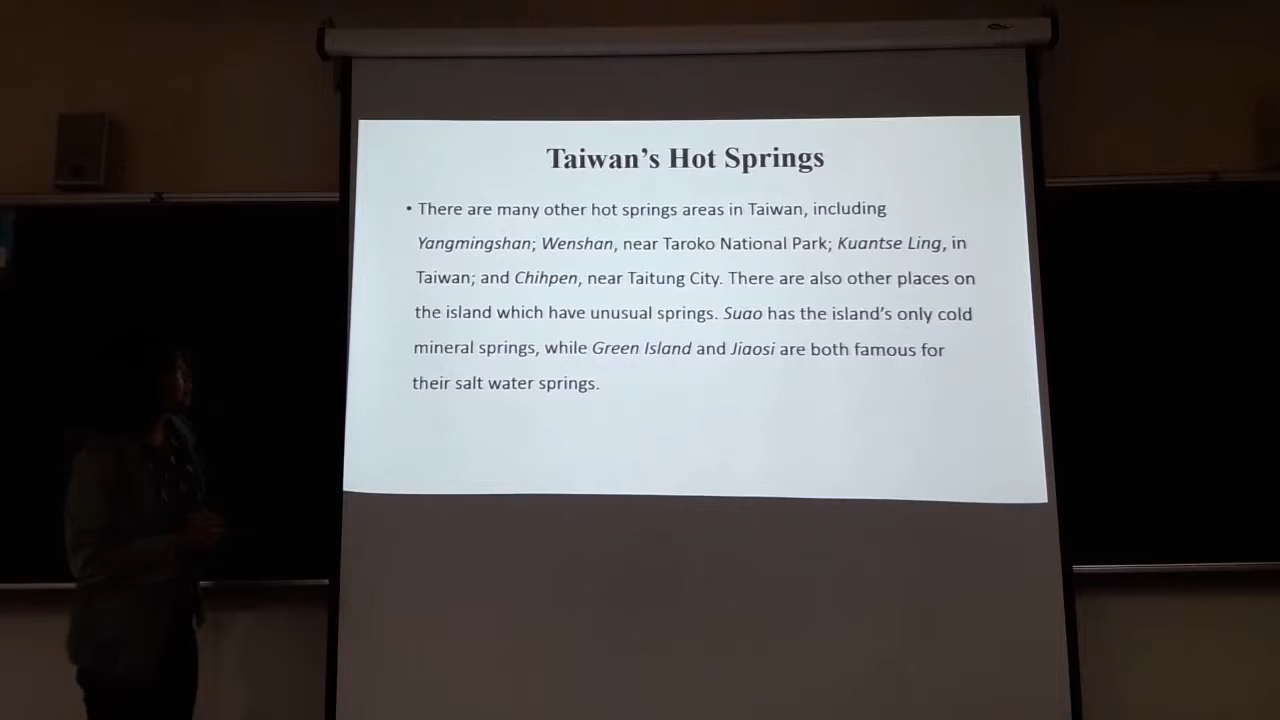 Taiwan's Hot Springs
• There are many other hot springs areas in Taiwan, including
Yangmingshan; Wenshan, near Taroko National Park; Kuantse Ling, in
Taiwan; and Chihpen, near Taitung City. There are also other places on
the island which have unusual springs. Suao has the island's only cold
mineral springs, while Green Island and Jiaosi are both famous for
their salt water springs.